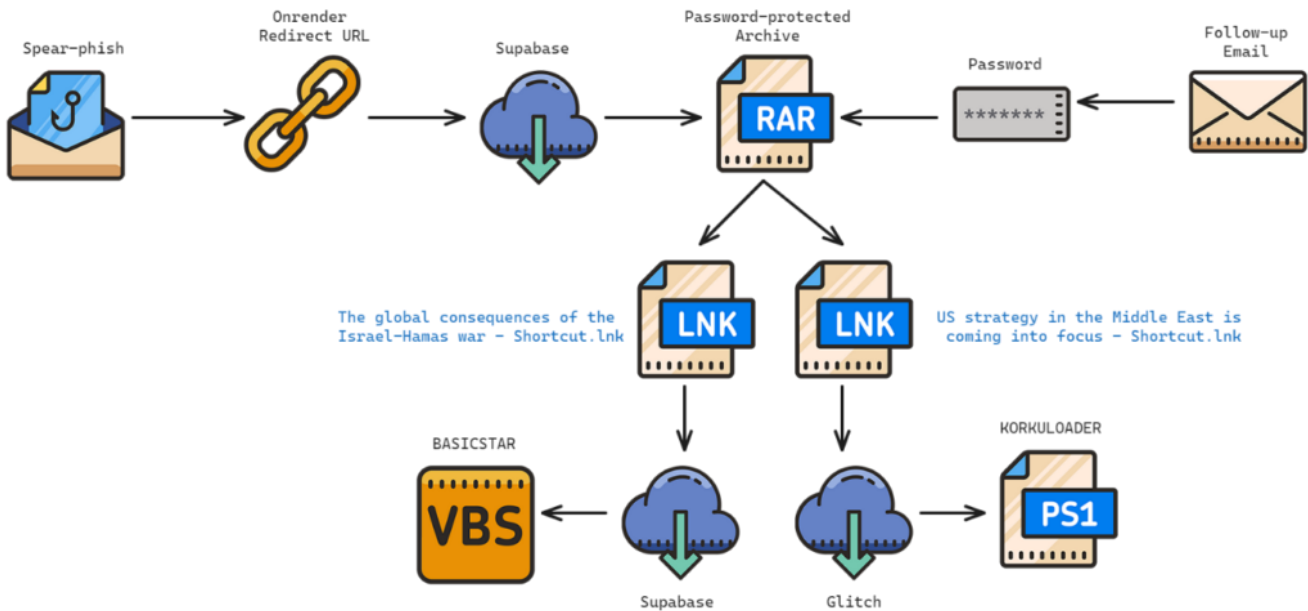 Spear-phish
Onrender
Redirect URL
Supabase
Password-protected
Archive
Password
Follow-up
Email
RAR
*******
The global consequences of the
Israel-Hamas war - Shortcut.lnk
LNK
LNK
US strategy in the Middle East is
coming into focus - Shortcut.lnk
BASICSTAR
VBS
Supabase
Glitch
KORKULOADER
PS1